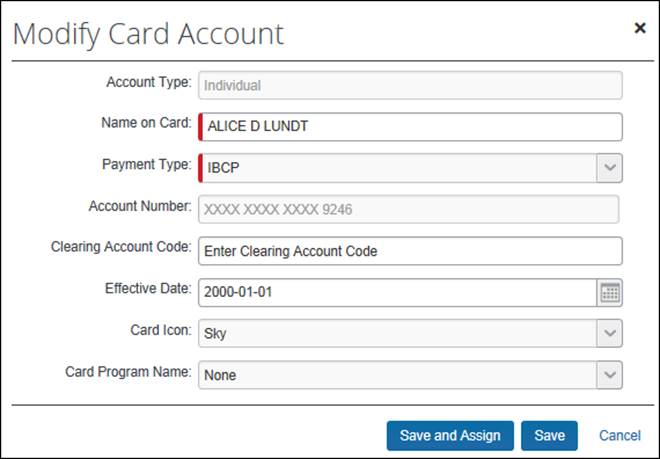 Modify Card Account
Account Type: Individual
Name on Card: ALICE D LUNDT
Payment Type: IBCP
Account Number: XXXX XXXX XXXX 9246
Clearing Account Code: Enter Clearing Account Code
Effective Date: 2000-01-01
Card Icon: Sky
Card Program Name: None
Save and Assign Save Cancel